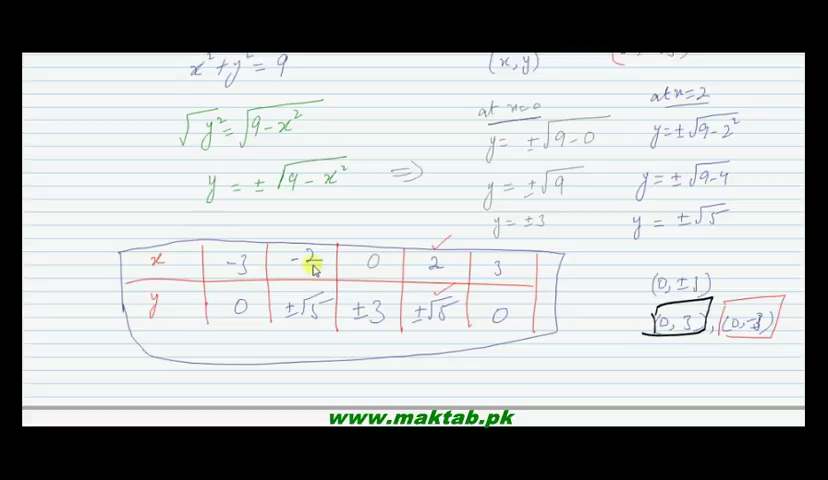 x²+y²= 9
(x,y)
√y² = √9-x²
y = ±√9-x² ⇒
at x=0
y= ±√9-0
y= ±√9
y= ±3
at x=2
y=±√9-2²
y=±√9-4
y= ±√5
x -3 -2 0 2 3
y 0 ±√5 ±3 ±√5 0
(0, ±3)
(0, 3), (0,-3)
www.maktab.pk